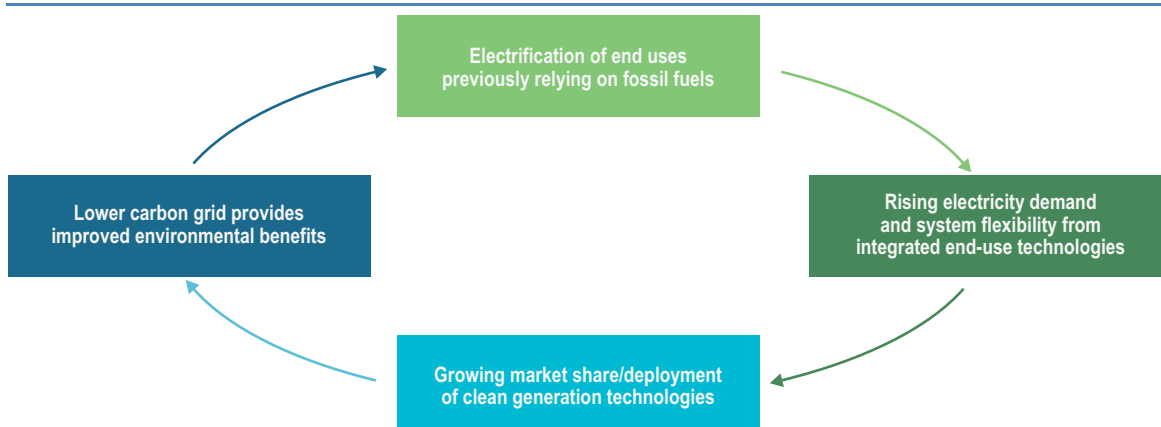 Electrification of end uses
previously relying on fossil fuels
Rising electricity demand
and system flexibility from
integrated end-use technologies
Growing market share/deployment
of clean generation technologies
Lower carbon grid provides
improved environmental benefits